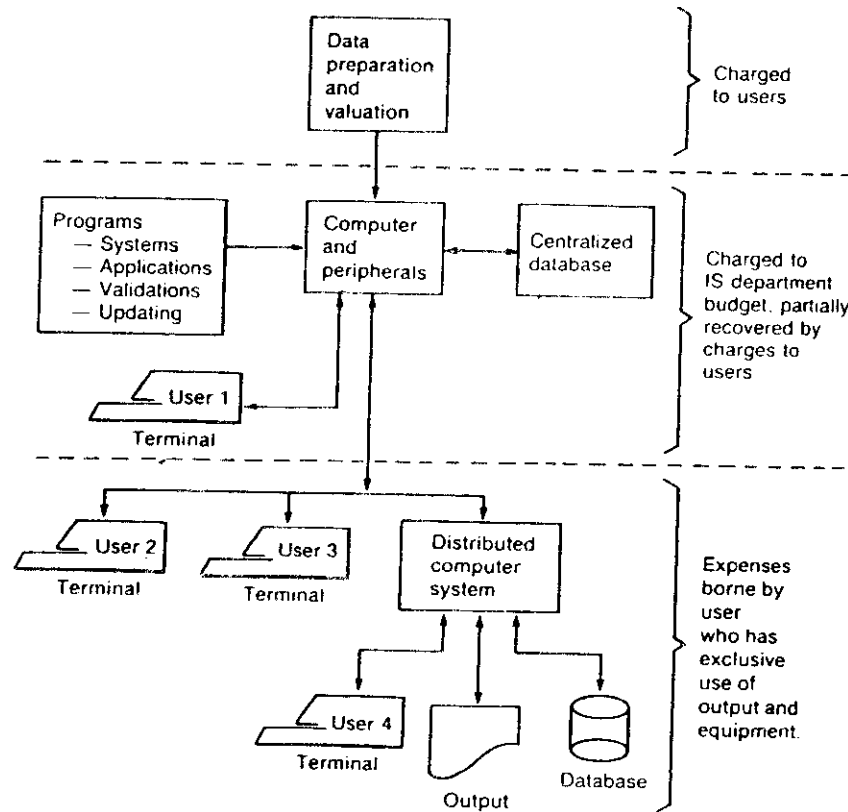 Data
preparation
and
valuation
Charged
to users
Programs
— Systems
— Applications
— Validations
— Updating
Computer
and
peripherals
Centralized
database
Charged to
IS department
budget, partially
recovered by
charges to
users
User 1
Terminal
User 2
Terminal
User 3
Terminal
Distributed
computer
system
Expenses
borne by
user
who has
exclusive
use of
output and
equipment.
User 4
Terminal
Output
Database